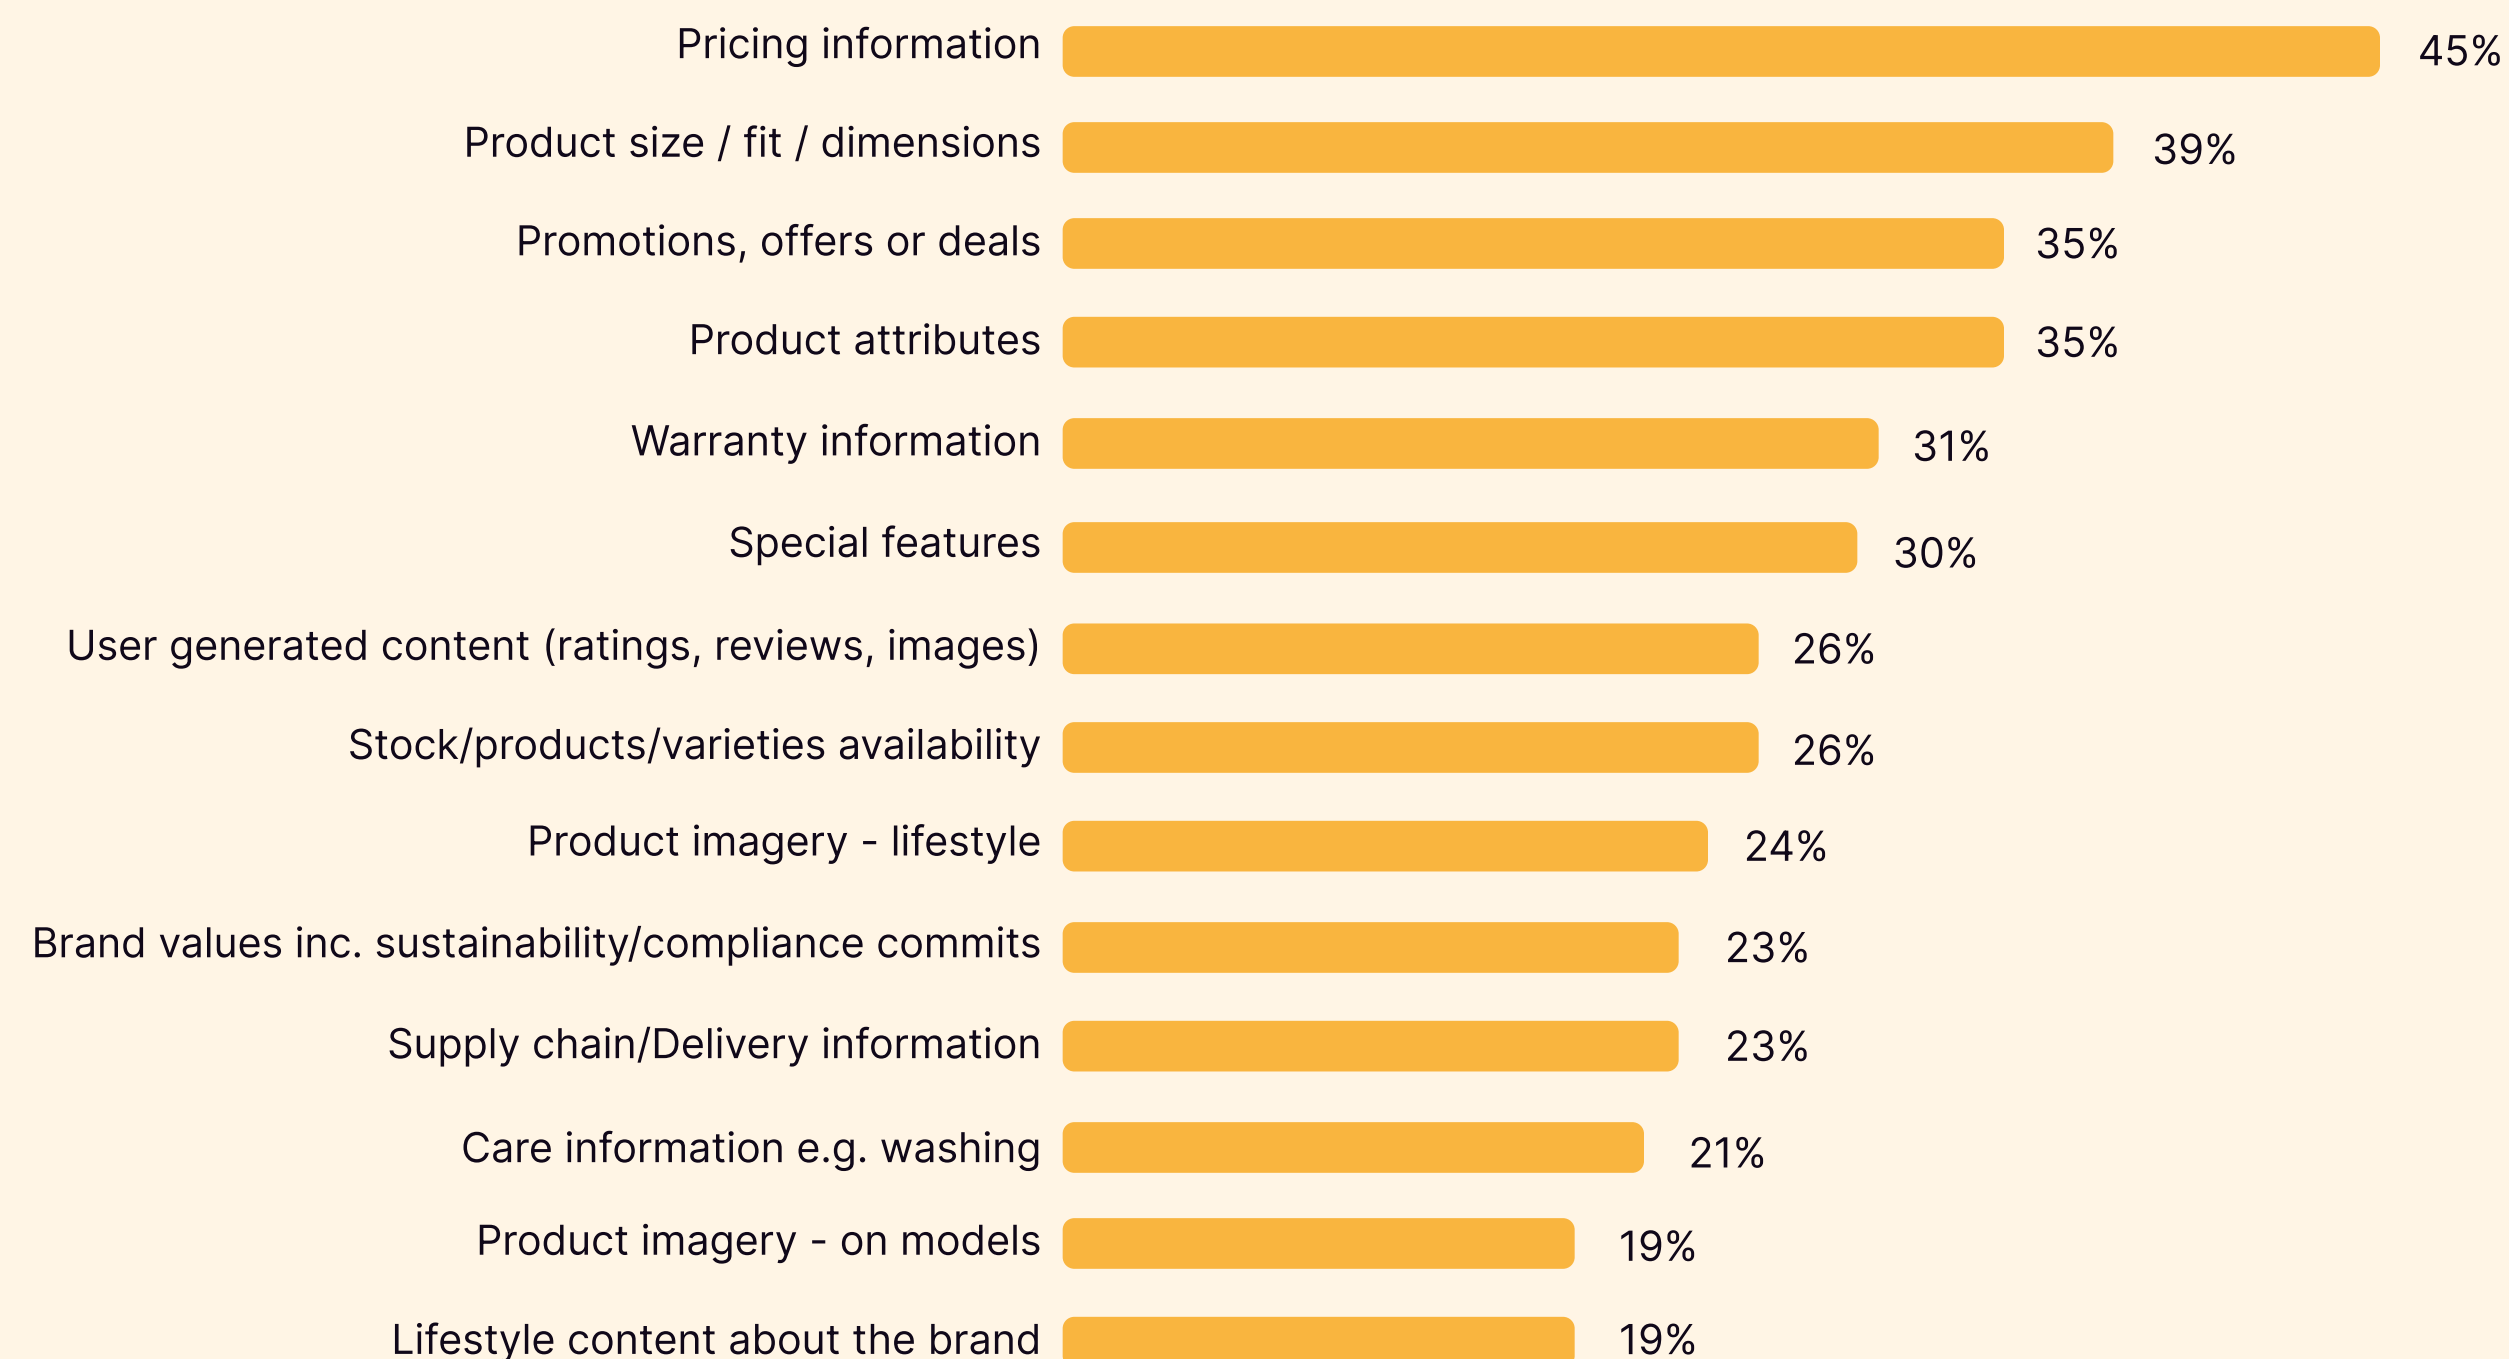 Pricing information 45%
Product size / fit / dimensions 39%
Promotions, offers or deals 35%
Product attributes 35%
Warranty information 31%
Special features 30%
User generated content (ratings, reviews, images) 26%
Stock/products/varieties availability 26%
Product imagery - lifestyle 24%
Brand values inc. sustainability/compliance commits 23%
Supply chain/Delivery information 23%
Care information e.g. washing 21%
Product imagery - on models 19%
Lifestyle content about the brand 19%